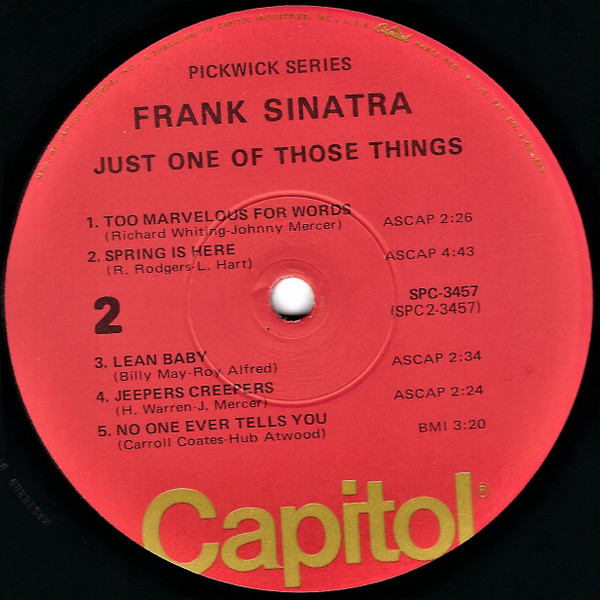 PICKWICK SERIES
FRANK SINATRA
JUST ONE OF THOSE THINGS
1. TOO MARVELOUS FOR WORDS ASCAP 2:26
(Richard Whiting-Johnny Mercer)
2. SPRING IS HERE ASCAP 4:43
(R. Rodgers-L. Hart)
2
SPC-3457
(SPC2-3457)
3. LEAN BABY ASCAP 2:34
(Billy May-Roy Alfred)
4. JEEPERS CREEPERS ASCAP 2:24
(H. Warren-J. Mercer)
5. NO ONE EVER TELLS YOU BMI 3:20
(Carroll Coates-Hub Atwood)
Capitol®